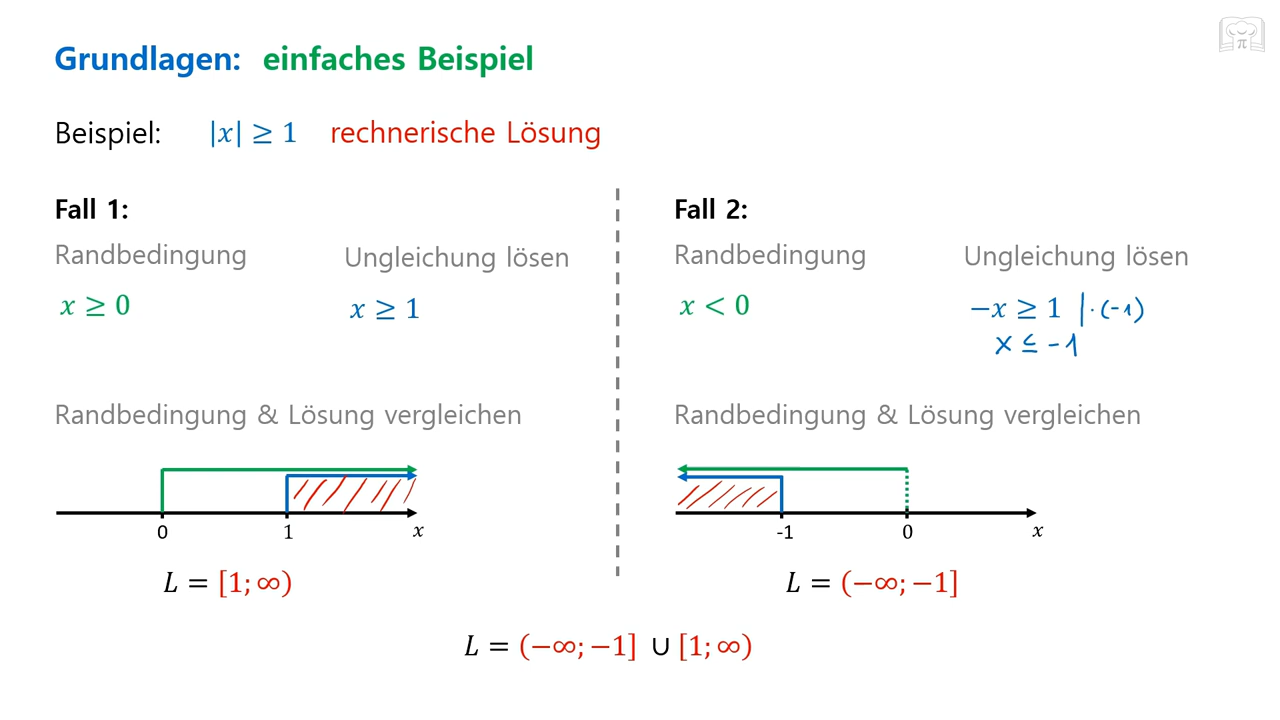 Grundlagen: einfaches Beispiel
Beispiel: |x| ≥ 1 rechnerische Lösung
Fall 1:
Randbedingung Ungleichung lösen
x ≥ 0 x ≥ 1
Randbedingung & Lösung vergleichen
0 1 x
L = [1; ∞)
Fall 2:
Randbedingung Ungleichung lösen
x < 0 −x ≥ 1 | · (-1)
x ≤ -1
Randbedingung & Lösung vergleichen
-1 0 x
L = (−∞; −1]
L = (−∞; −1] ∪ [1; ∞)
π